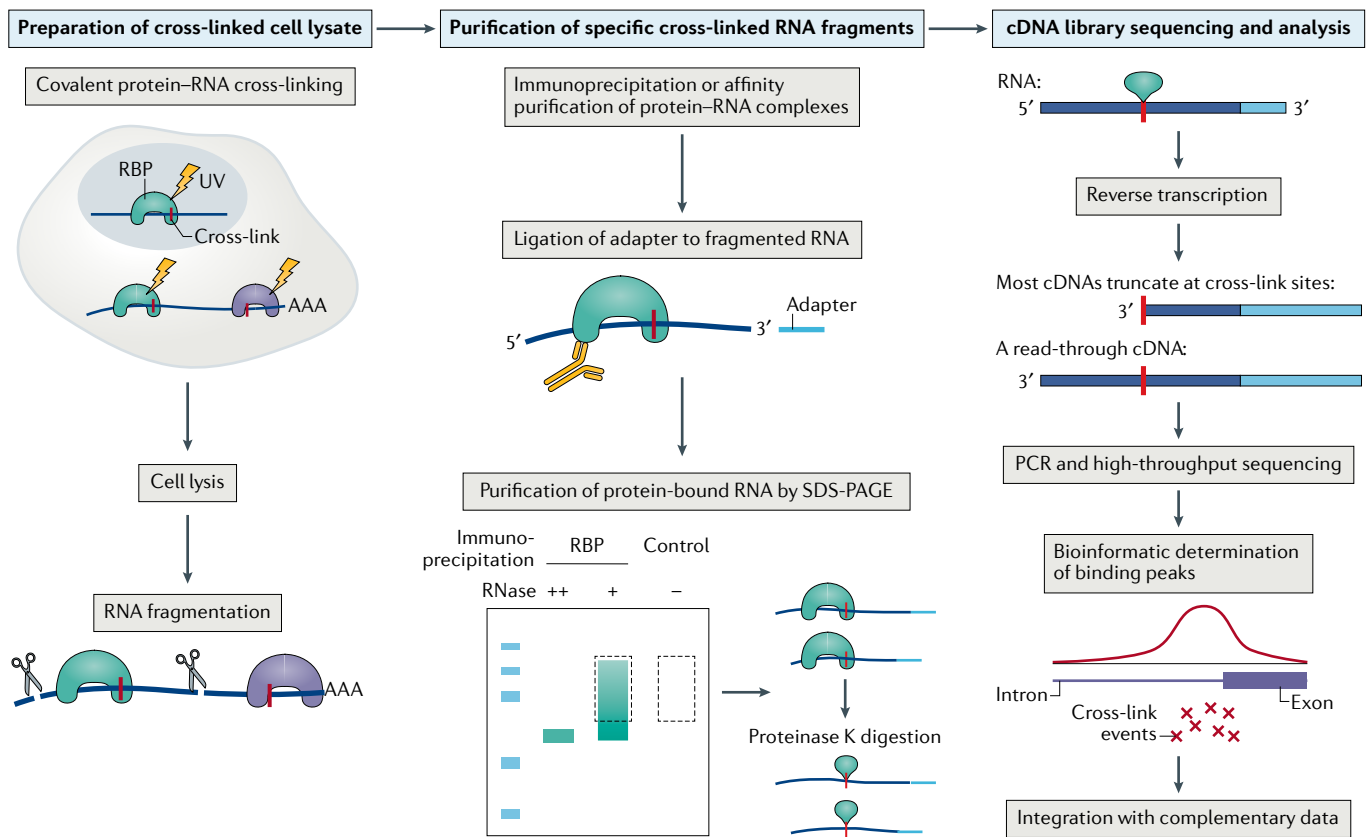 Preparation of cross-linked cell lysate
Covalent protein–RNA cross-linking
RBP
UV
Cross-link
AAA
Cell lysis
RNA fragmentation
AAA
Purification of specific cross-linked RNA fragments
Immunoprecipitation or affinity
purification of protein–RNA complexes
Ligation of adapter to fragmented RNA
Adapter
5′
3′
Purification of protein-bound RNA by SDS-PAGE
Immuno-
precipitation
RBP
Control
RNase ++ + –
Proteinase K digestion
cDNA library sequencing and analysis
RNA:
5′
3′
Reverse transcription
Most cDNAs truncate at cross-link sites:
3′
A read-through cDNA:
3′
PCR and high-throughput sequencing
Bioinformatic determination
of binding peaks
Intron
Exon
Cross-link
events
Integration with complementary data